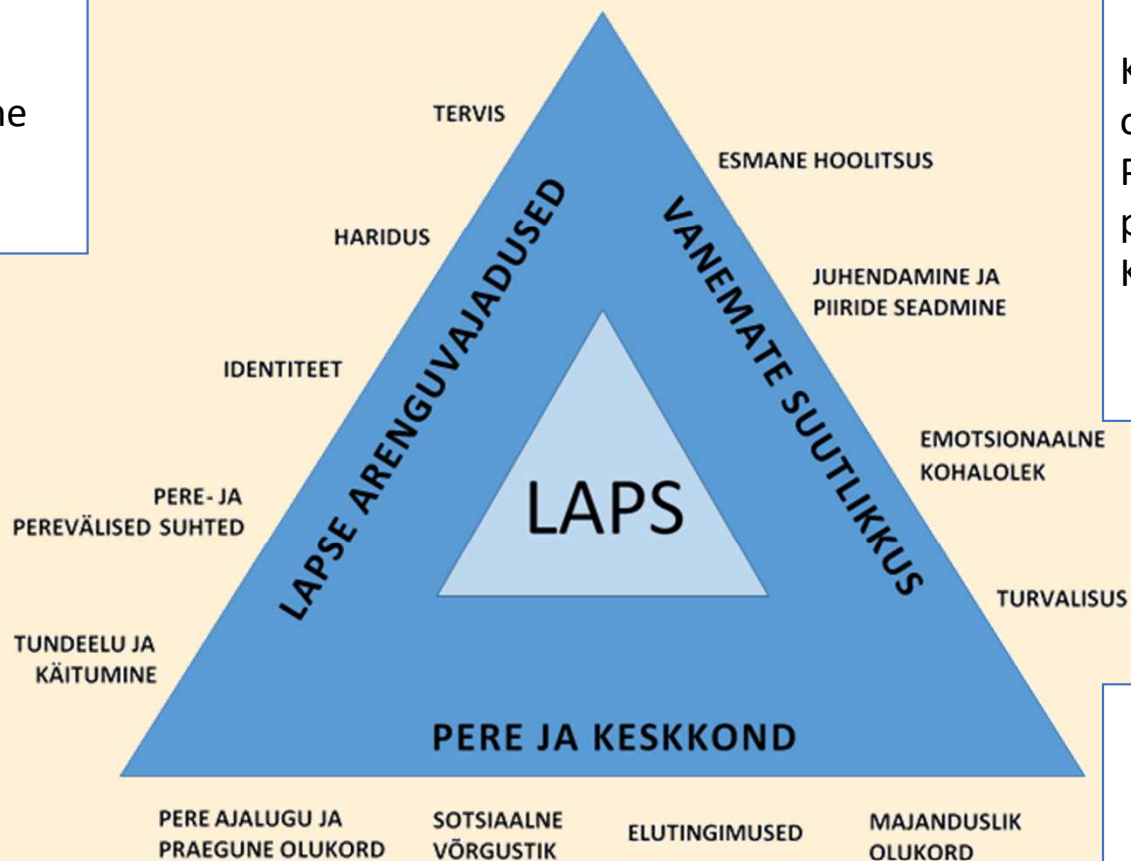 TERVIS
HARIDUS
IDENTITEET
PERE- JA
PEREVÄLISED SUHTED
TUNDEELU JA
KÄITUMINE
LAPSE ARENGUVAJADUSED
ESMANE HOOLITSUS
JUHENDAMINE JA
PIIRIDE SEADMINE
EMOTSIONAALNE
KOHALOLEK
TURVALISUS
VANEMATE SUUTLIKKUS
LAPS
PERE JA KESKKOND
PERE AJALUGU JA
PRAEGUNE OLUKORD
SOTSIAALNE
VÕRGUSTIK
ELUTINGIMUSED
MAJANDUSLIK
OLUKORD